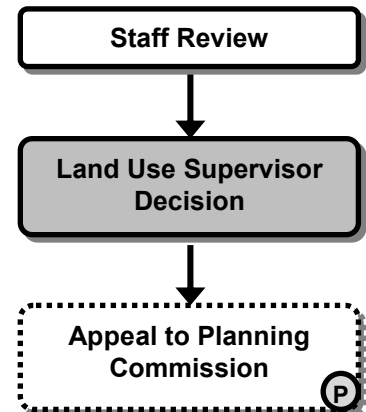 Staff Review
Land Use Supervisor
Decision
Appeal to Planning
Commission
P